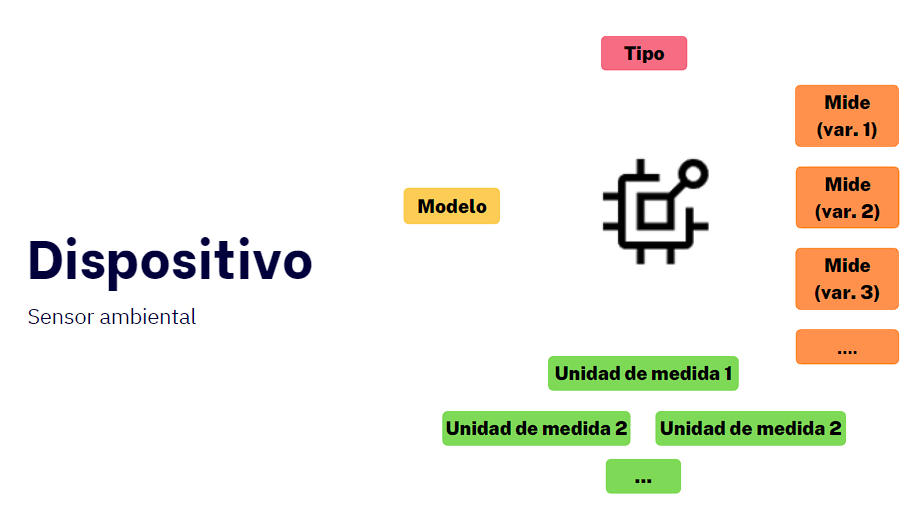 Dispositivo
Sensor ambiental
Tipo
Modelo
Mide
(var. 1)
Mide
(var. 2)
Mide
(var. 3)
....
Unidad de medida 1
Unidad de medida 2
Unidad de medida 2
...